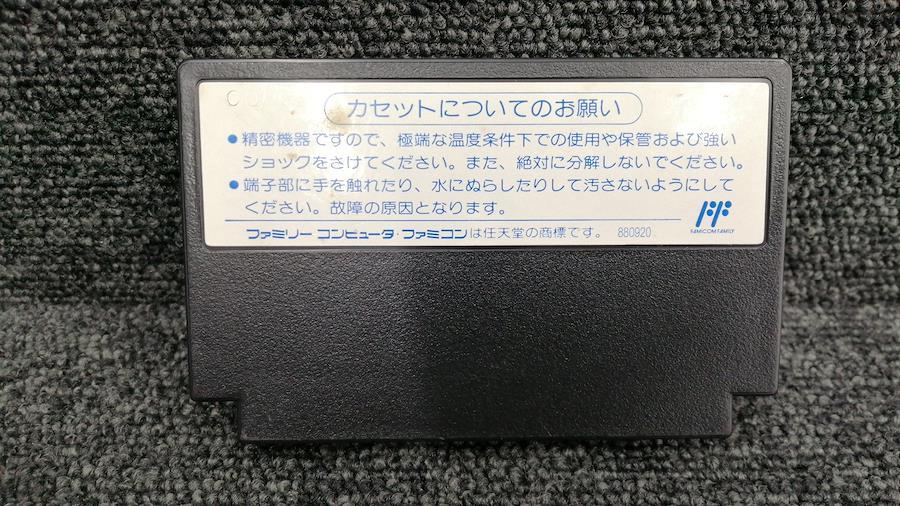 カセットについてのお願い
●精密機器ですので、極端な温度条件下での使用や保管および強い
ショックをさけてください。また、絶対に分解しないでください。
●端子部に手を触れたり、水にぬらしたりして汚さないようにして
ください。故障の原因となります。
ファミリー コンピュータ・ファミコンは任天堂の商標です。 880920
FAMICOM FAMILY